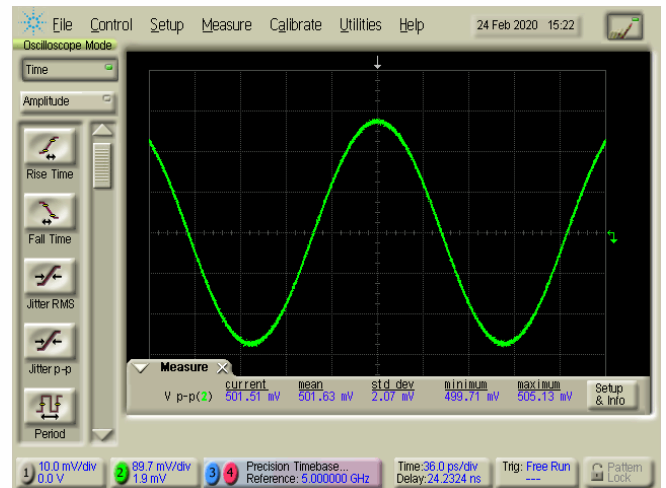 File Control Setup Measure Calibrate Utilities Help 24 Feb 2020 15:22
Oscilloscope Mode
Time
Amplitude
Rise Time
Fall Time
Jitter RMS
Jitter p-p
Period
Measure
current mean std dev minimum maximum
V p-p(2) 501.51 mV 501.63 mV 2.07 mV 499.71 mV 505.13 mV
Setup
& Info
1 10.0 mV/div
0.0 V
2 89.7 mV/div
1.9 mV
3 4 Precision Timebase...
Reference: 5.000000 GHz
Time:36.0 ps/div
Delay:24.2324 ns
Trig: Free Run
---
Pattern
Lock